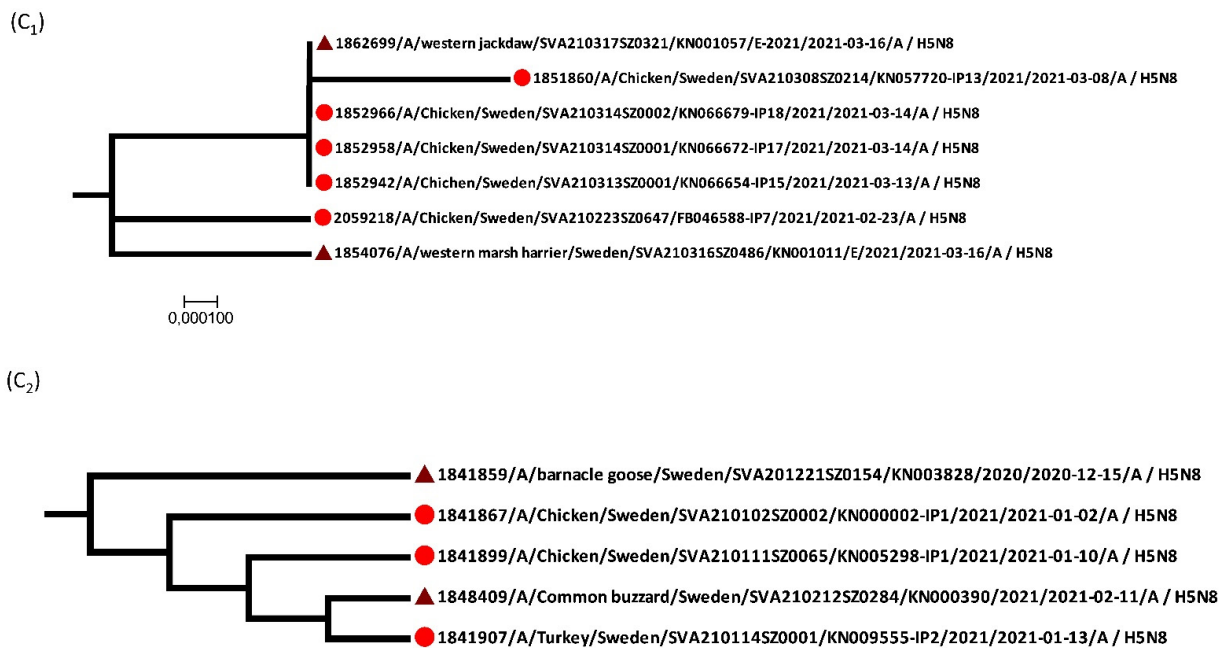 (C₁)
1862699/A/western jackdaw/SVA210317SZ0321/KN001057/E-2021/2021-03-16/A / H5N8
1851860/A/Chicken/Sweden/SVA210308SZ0214/KN057720-IP13/2021/2021-03-08/A / H5N8
1852966/A/Chicken/Sweden/SVA210314SZ0002/KN066679-IP18/2021/2021-03-14/A / H5N8
1852958/A/Chicken/Sweden/SVA210314SZ0001/KN066672-IP17/2021/2021-03-14/A / H5N8
1852942/A/Chichen/Sweden/SVA210313SZ0001/KN066654-IP15/2021/2021-03-13/A / H5N8
2059218/A/Chicken/Sweden/SVA210223SZ0647/FB046588-IP7/2021/2021-02-23/A / H5N8
1854076/A/western marsh harrier/Sweden/SVA210316SZ0486/KN001011/E/2021/2021-03-16/A / H5N8
0,000100
(C₂)
1841859/A/barnacle goose/Sweden/SVA201221SZ0154/KN003828/2020/2020-12-15/A / H5N8
1841867/A/Chicken/Sweden/SVA210102SZ0002/KN000002-IP1/2021/2021-01-02/A / H5N8
1841899/A/Chicken/Sweden/SVA210111SZ0065/KN005298-IP1/2021/2021-01-10/A / H5N8
1848409/A/Common buzzard/Sweden/SVA210212SZ0284/KN000390/2021/2021-02-11/A / H5N8
1841907/A/Turkey/Sweden/SVA210114SZ0001/KN009555-IP2/2021/2021-01-13/A / H5N8